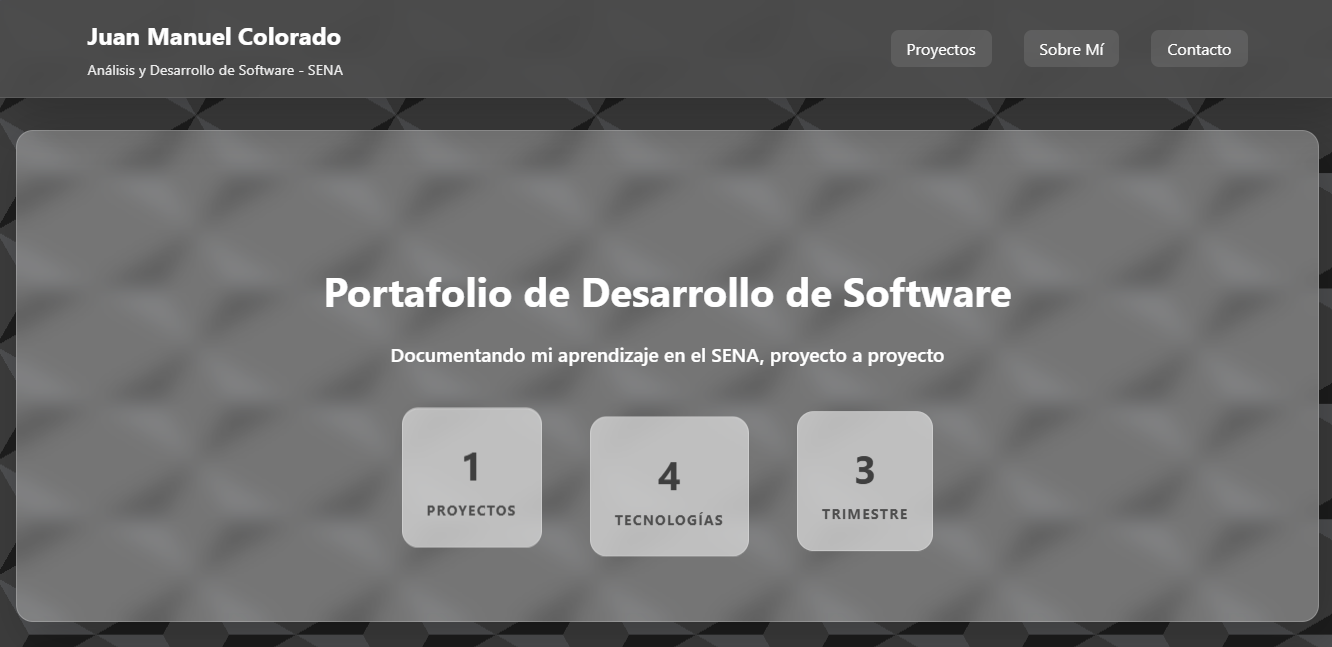 Juan Manuel Colorado
Análisis y Desarrollo de Software - SENA
Proyectos
Sobre Mí
Contacto
Portafolio de Desarrollo de Software
Documentando mi aprendizaje en el SENA, proyecto a proyecto
1
PROYECTOS
4
TECNOLOGÍAS
3
TRIMESTRE